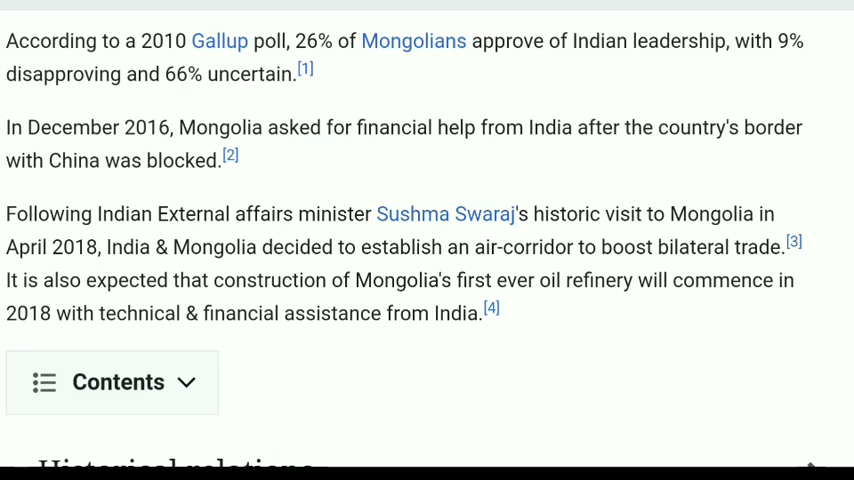 According to a 2010 Gallup poll, 26% of Mongolians approve of Indian leadership, with 9%
disapproving and 66% uncertain.[1]
In December 2016, Mongolia asked for financial help from India after the country's border
with China was blocked.[2]
Following Indian External affairs minister Sushma Swaraj's historic visit to Mongolia in
April 2018, India & Mongolia decided to establish an air-corridor to boost bilateral trade.[3]
It is also expected that construction of Mongolia's first ever oil refinery will commence in
2018 with technical & financial assistance from India.[4]
Contents
Historical relations